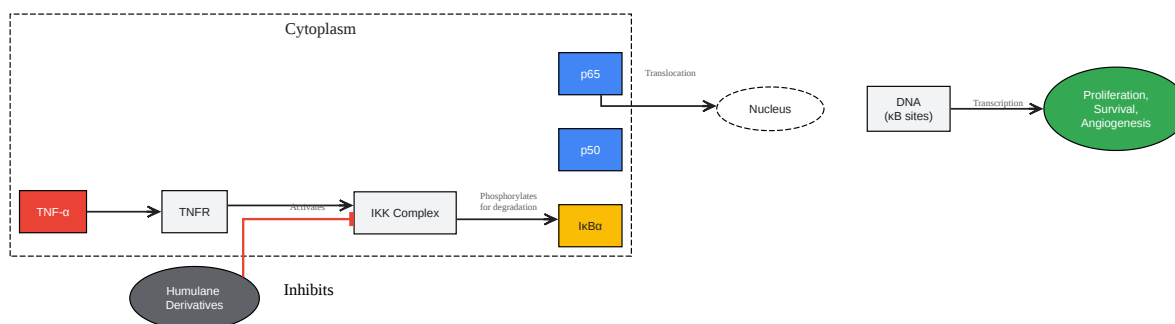 Cytoplasm
p65
Translocation
Nucleus
DNA
(κB sites)
Transcription
Proliferation,
Survival,
Angiogenesis
p50
TNF-α
TNFR
Activates
IKK Complex
Phosphorylates
for degradation
IκBα
Humulane
Derivatives
Inhibits